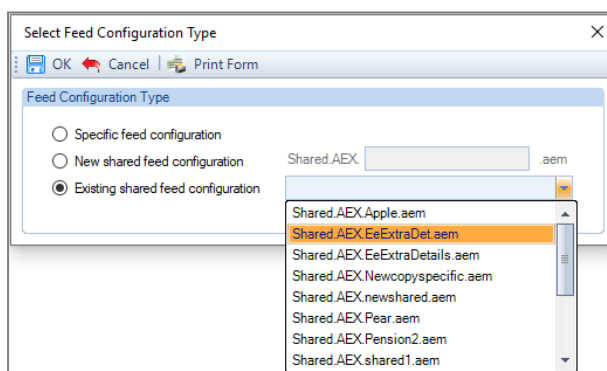 Select Feed Configuration Type
OK Cancel Print Form
Feed Configuration Type
Specific feed configuration
New shared feed configuration Shared.AEX. .aem
Existing shared feed configuration
Shared.AEX.Apple.aem
Shared.AEX.EeExtraDet.aem
Shared.AEX.EeExtraDetails.aem
Shared.AEX.Newcopyspecific.aem
Shared.AEX.newshared.aem
Shared.AEX.Pear.aem
Shared.AEX.Pension2.aem
Shared.AEX.shared1.aem